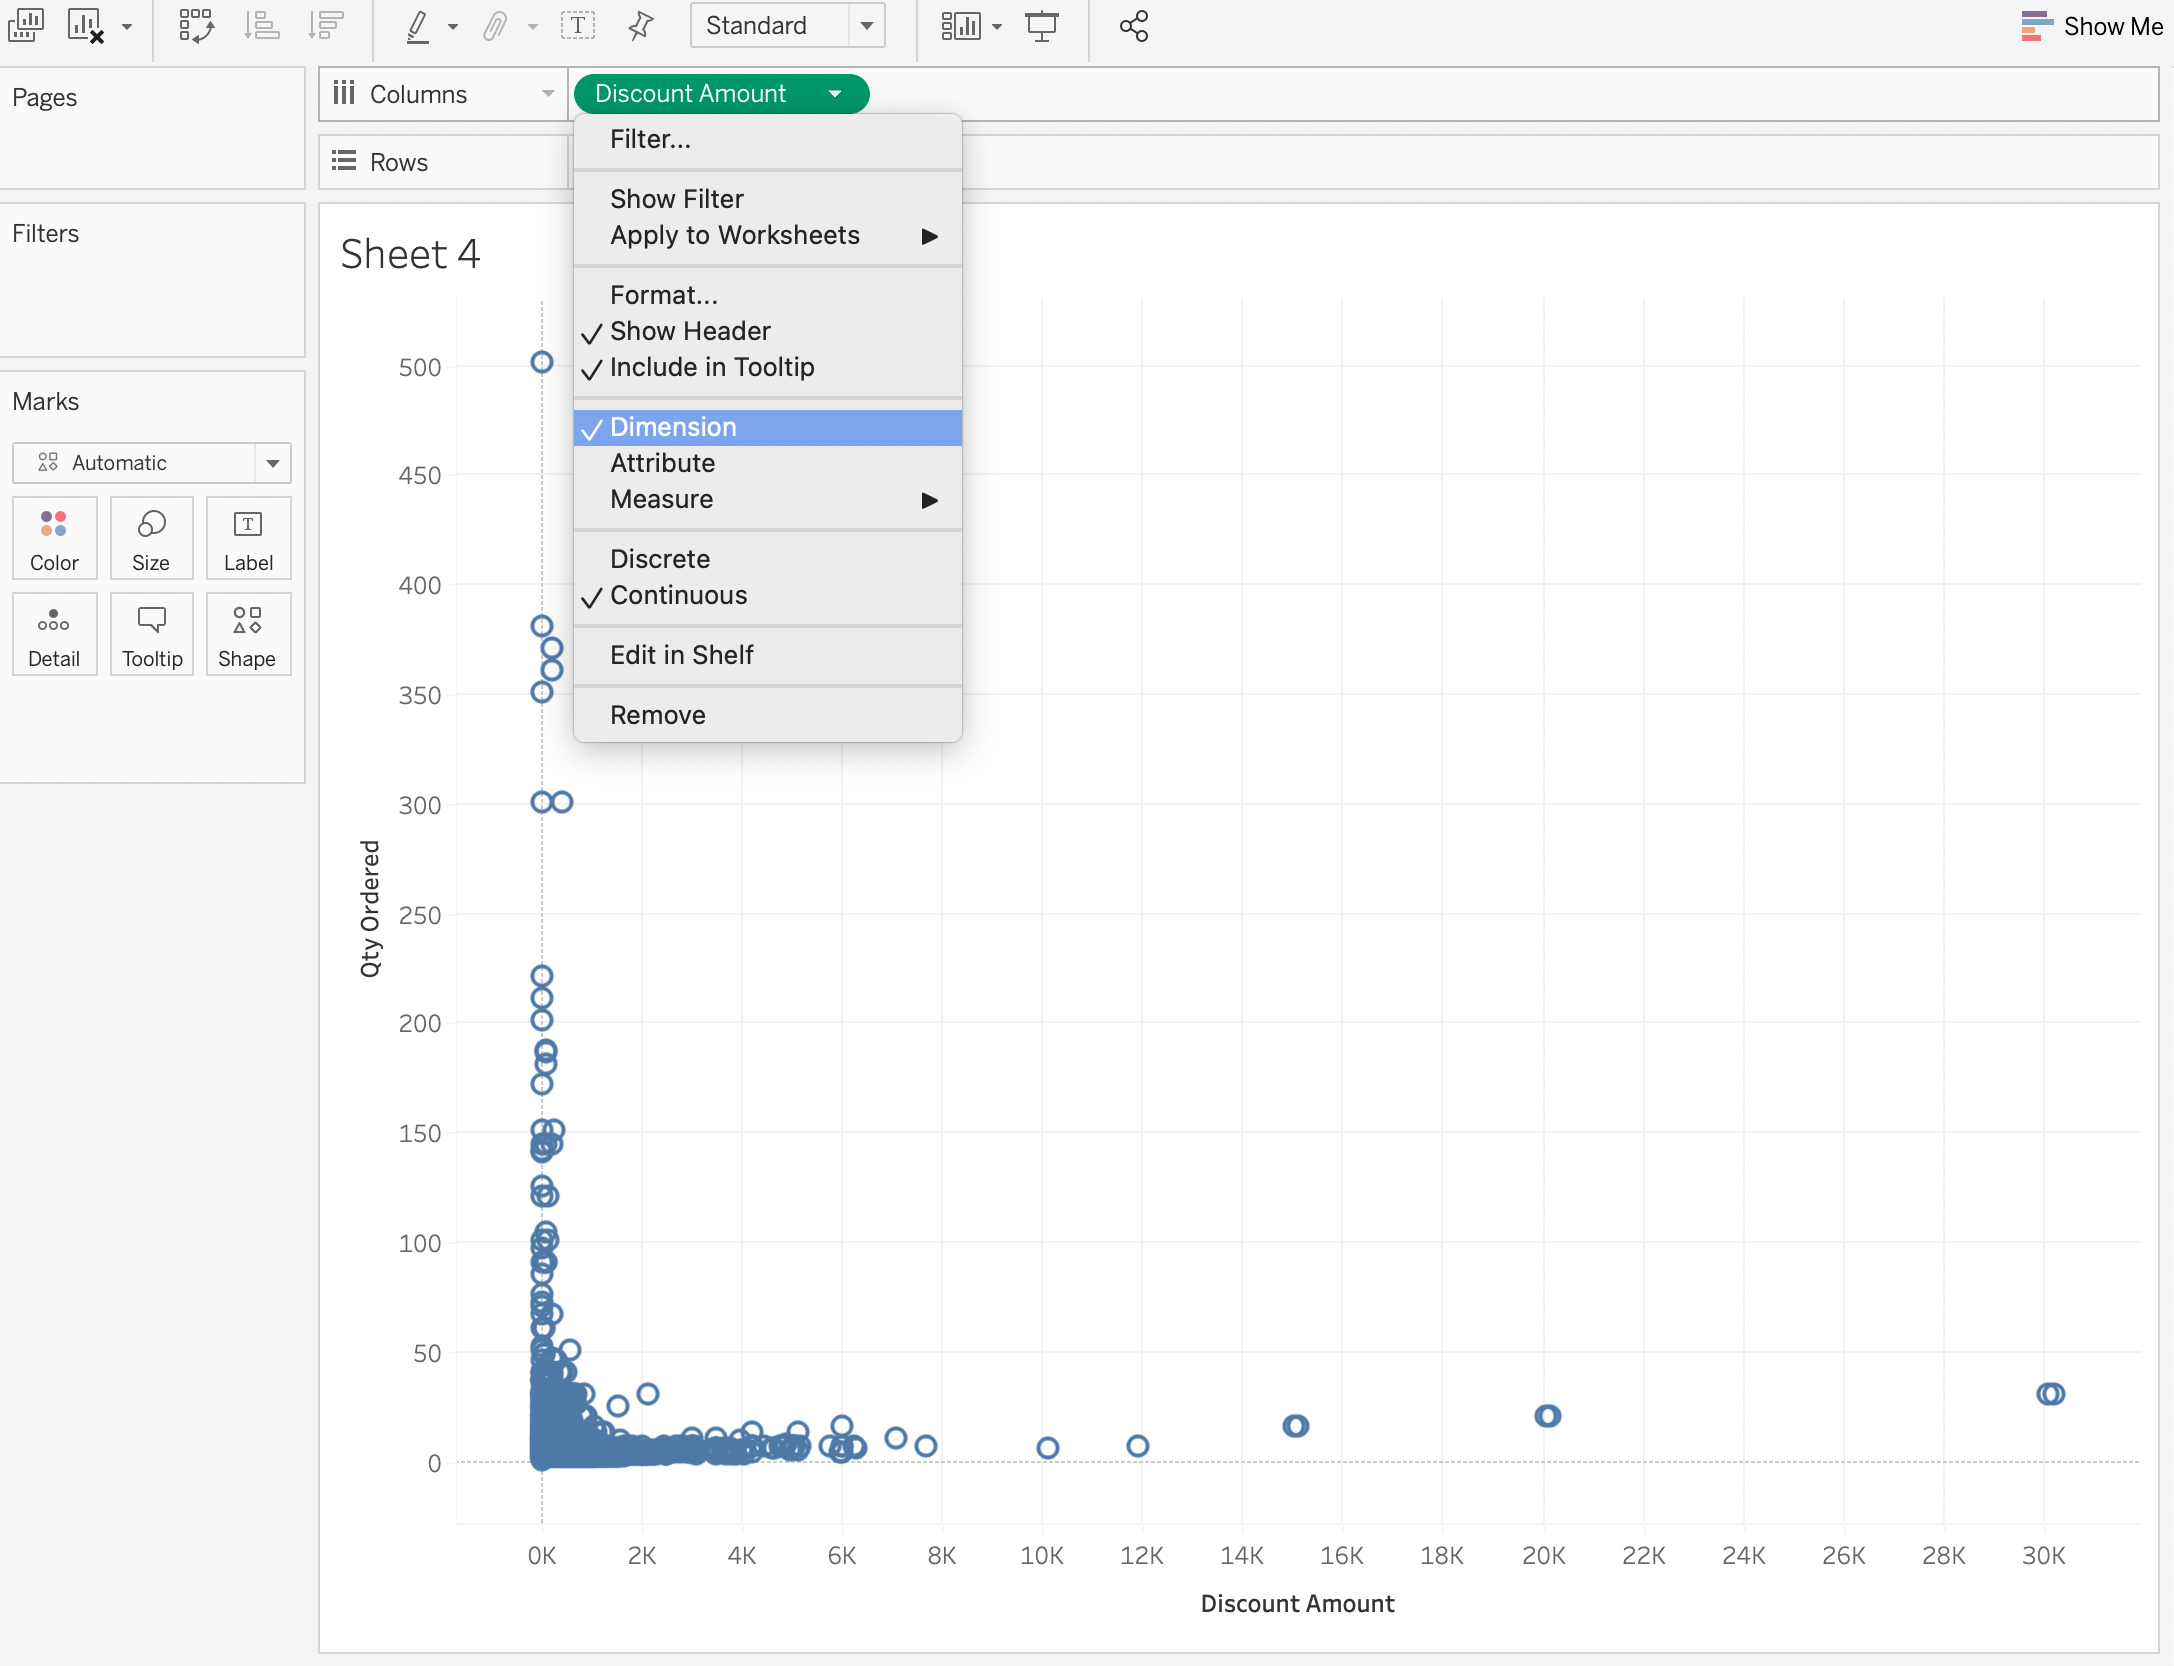 Standard
Show Me
Pages
Columns
Discount Amount
Filter...
Rows
Show Filter
Apply to Worksheets
Filters
Sheet 4
Format...
Show Header
Include in Tooltip
Marks
Dimension
Automatic
Attribute
Measure
Color
Size
Label
Discrete
Continuous
Detail
Tooltip
Shape
Edit in Shelf
Remove
500
450
400
350
300
250
200
150
100
50
0
Qty Ordered
0K 2K 4K 6K 8K 10K 12K 14K 16K 18K 20K 22K 24K 26K 28K 30K
Discount Amount